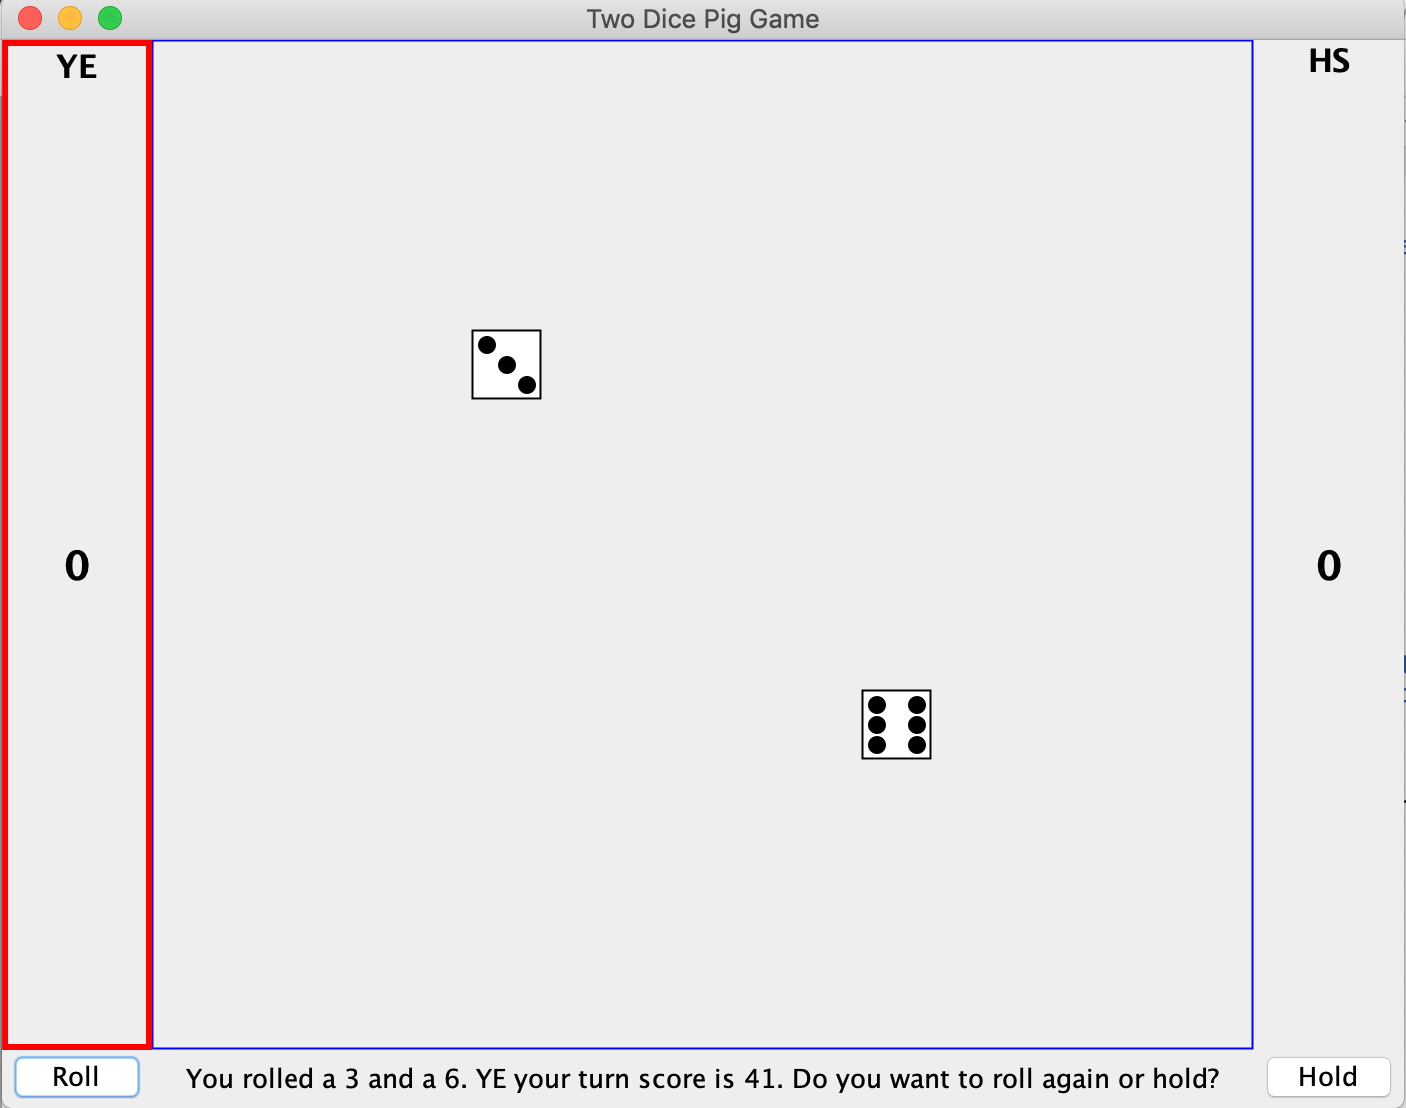 Two Dice Pig Game
YE
HS
0
0
Roll
You rolled a 3 and a 6. YE your turn score is 41. Do you want to roll again or hold?
Hold